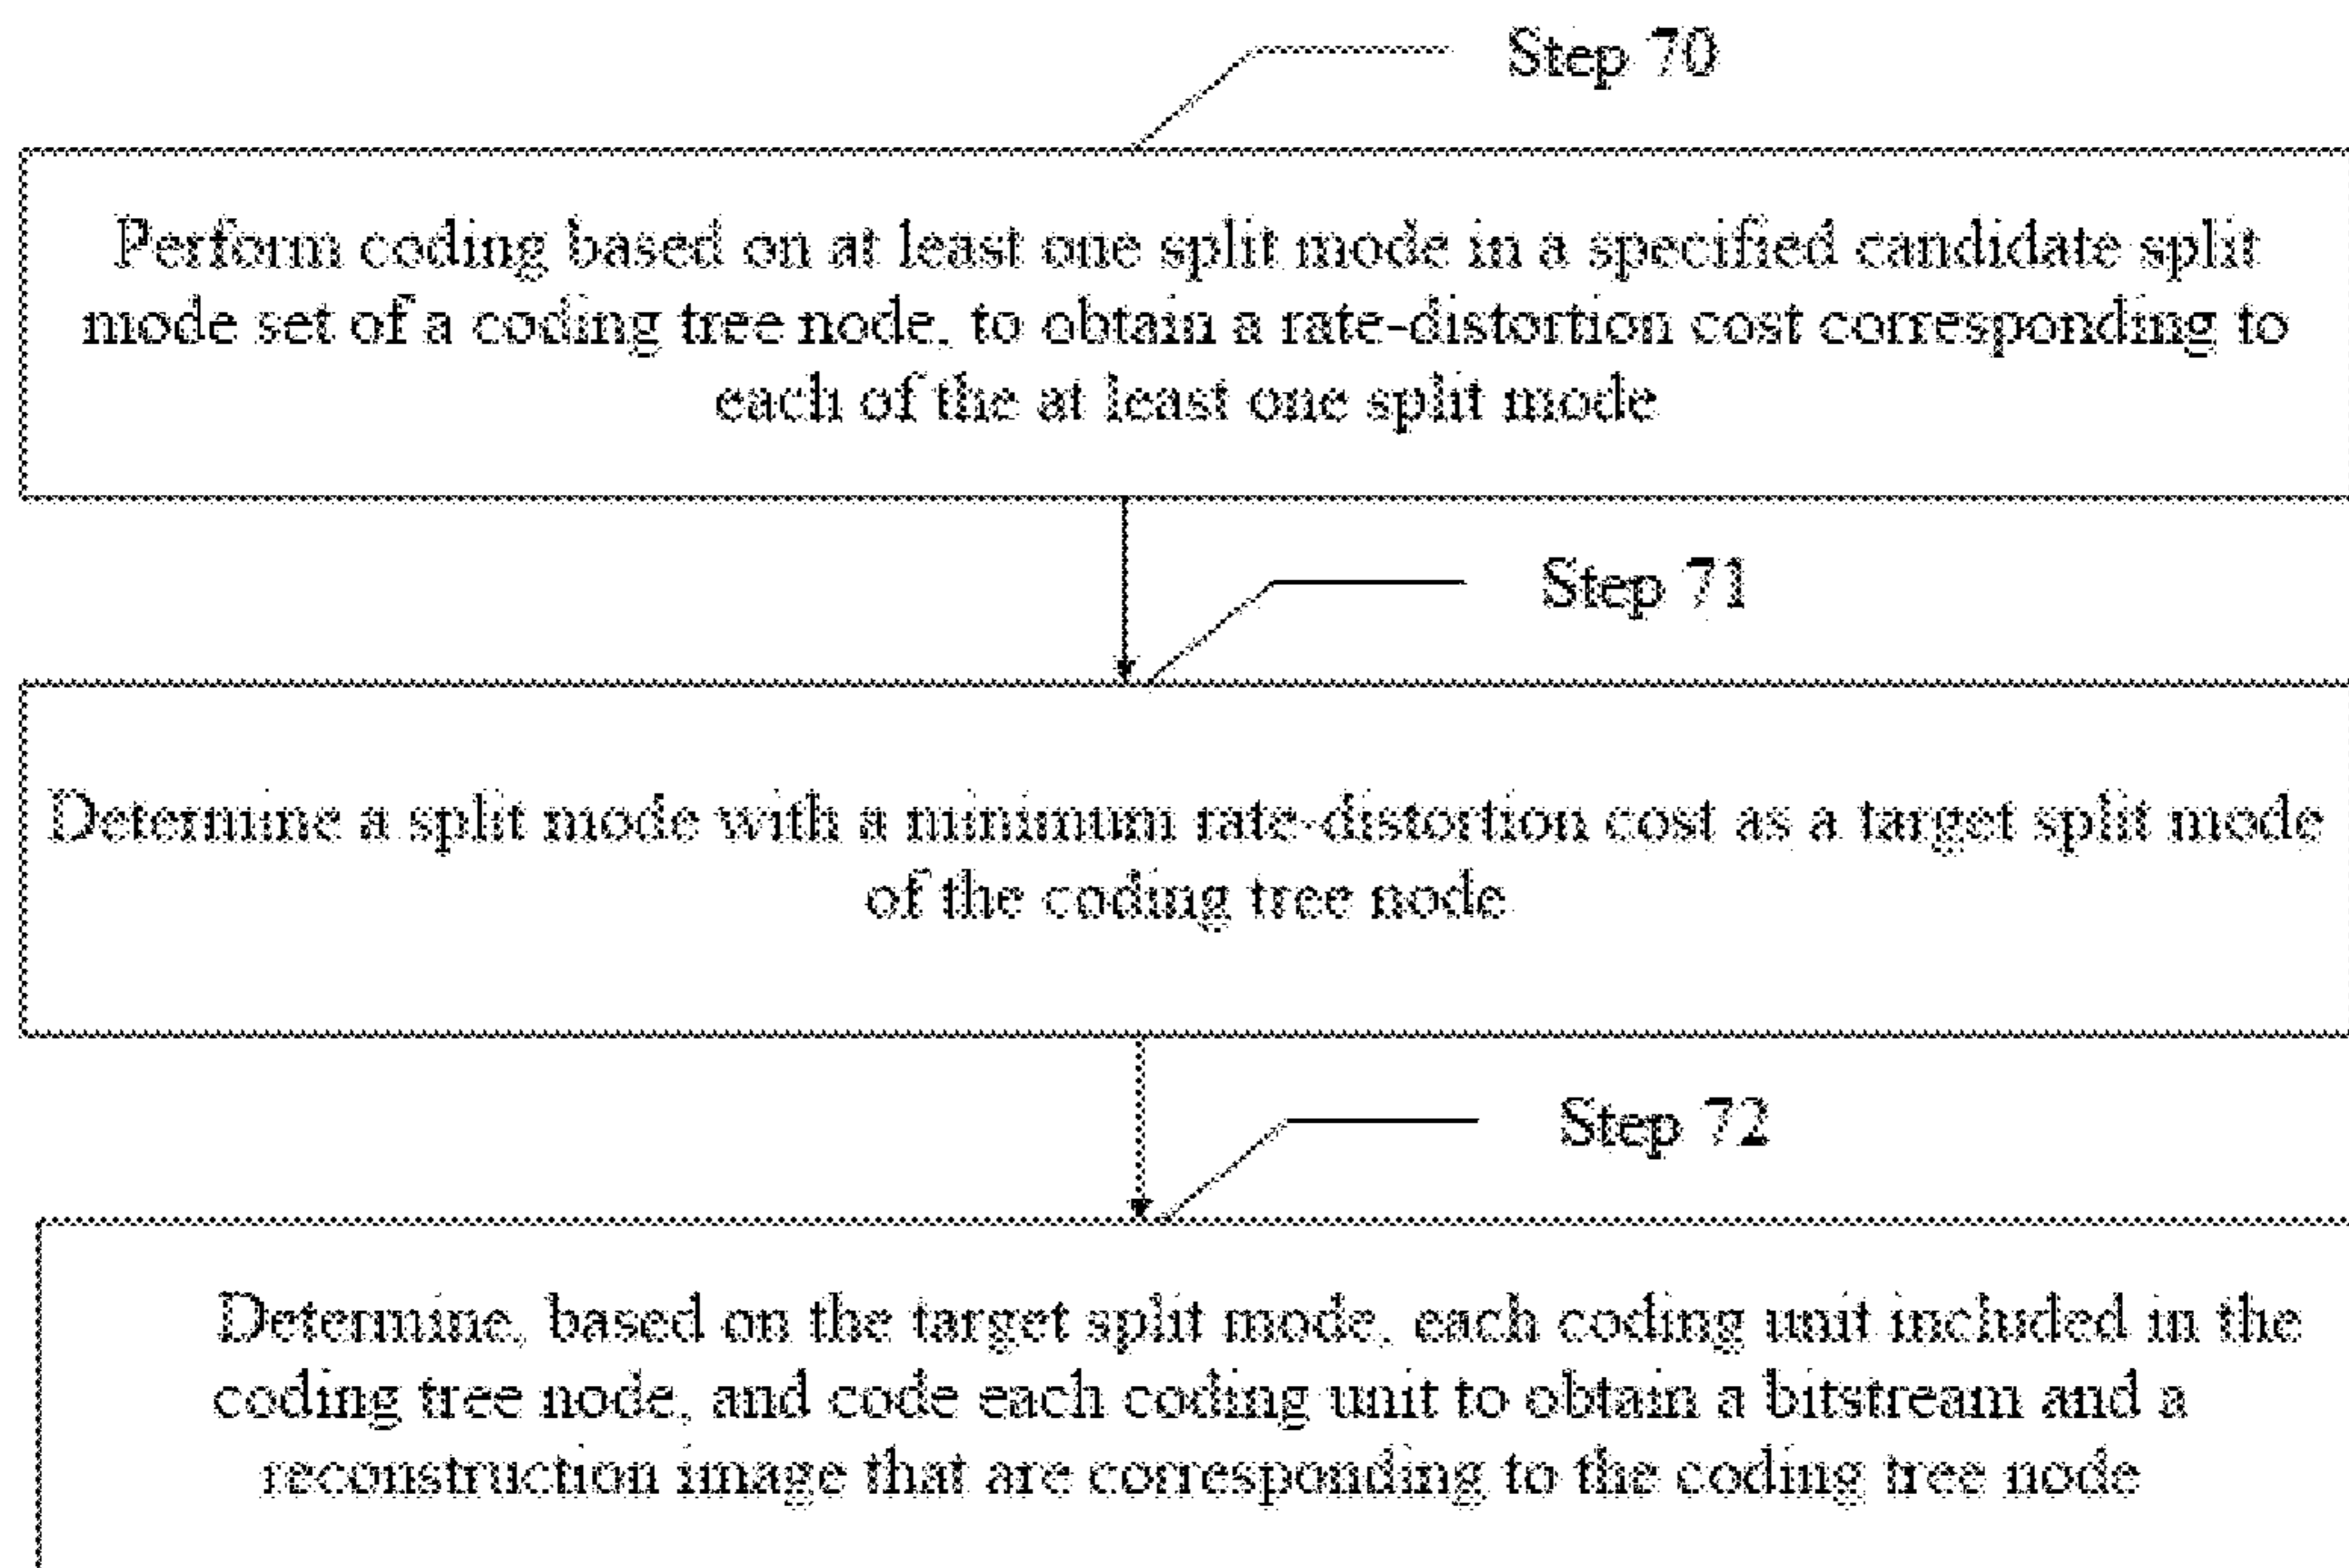 Step 70
Perform coding based on at least one split mode in a specified candidate split
mode set of a coding tree node, to obtain a rate-distortion cost corresponding to
each of the at least one split mode
Step 71
Determine a split mode with a minimum rate-distortion cost as a target split mode
of the coding tree node
Step 72
Determine, based on the target split mode, each coding unit included in the
coding tree node, and code each coding unit to obtain a bitstream and a
reconstruction image that are corresponding to the coding tree node